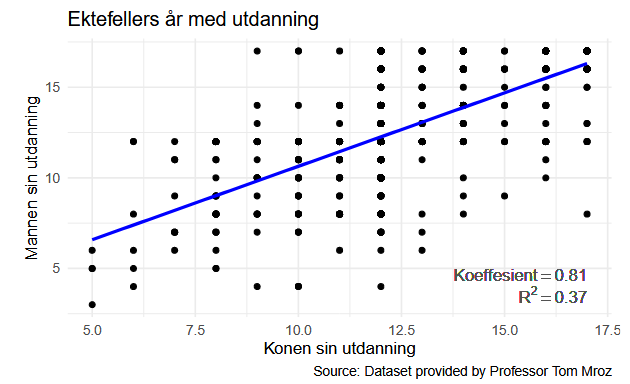 Ektefellers år med utdanning
Mannen sin utdanning
15
10
5
Koeffesient = 0.81
R² = 0.37
5.0 7.5 10.0 12.5 15.0 17.5
Konen sin utdanning
Source: Dataset provided by Professor Tom Mroz